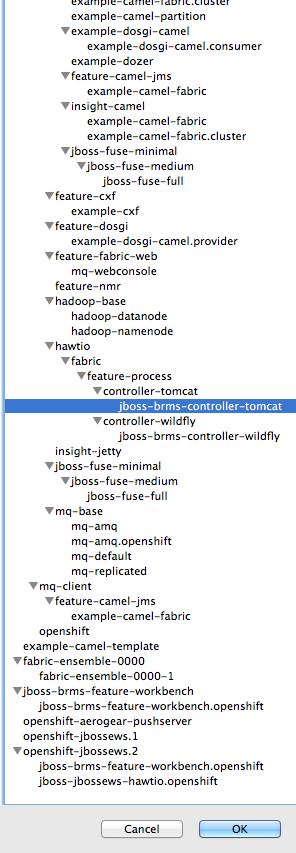 example-camel-fabric.cluster
example-camel-partition
example-dosgi-camel
example-dosgi-camel.consumer
example-dozer
feature-camel-jms
example-camel-fabric
insight-camel
example-camel-fabric
example-camel-fabric.cluster
jboss-fuse-minimal
jboss-fuse-medium
jboss-fuse-full
feature-cxf
example-cxf
feature-dosgi
example-dosgi-camel.provider
feature-fabric-web
mq-webconsole
feature-nmr
hadoop-base
hadoop-datanode
hadoop-namenode
hawtio
fabric
feature-process
controller-tomcat
jboss-brms-controller-tomcat
controller-wildfly
jboss-brms-controller-wildfly
insight-jetty
jboss-fuse-minimal
jboss-fuse-medium
jboss-fuse-full
mq-base
mq-amq
mq-amq.openshift
mq-default
mq-replicated
mq-client
feature-camel-jms
example-camel-fabric
openshift
example-camel-template
fabric-ensemble-0000
fabric-ensemble-0000-1
jboss-brms-feature-workbench
jboss-brms-feature-workbench.openshift
openshift-aerogear-pushserver
openshift-jbossews.1
openshift-jbossews.2
jboss-brms-feature-workbench.openshift
jboss-jbossews-hawtio.openshift
Cancel OK